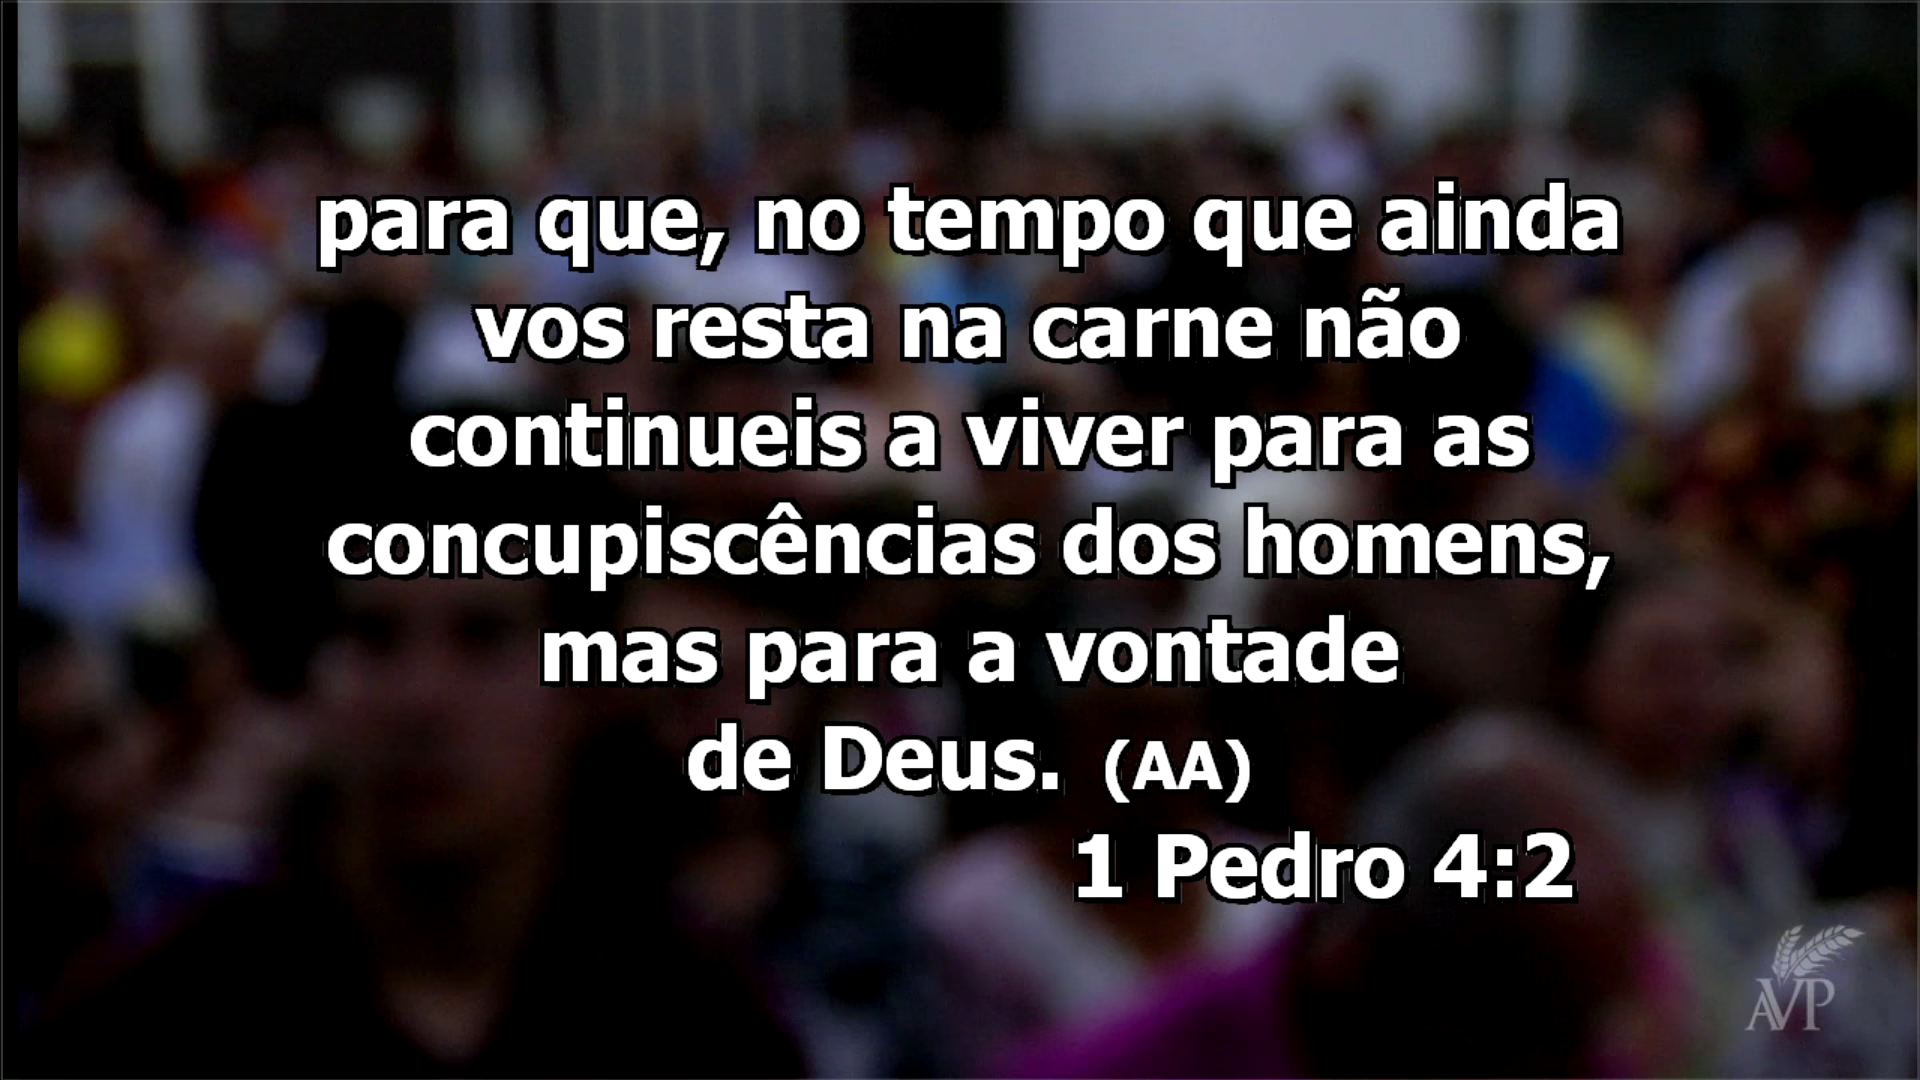 para que, no tempo que ainda
vos resta na carne não
continueis a viver para as
concupiscências dos homens,
mas para a vontade
de Deus. (AA)
1 Pedro 4:2
AVP